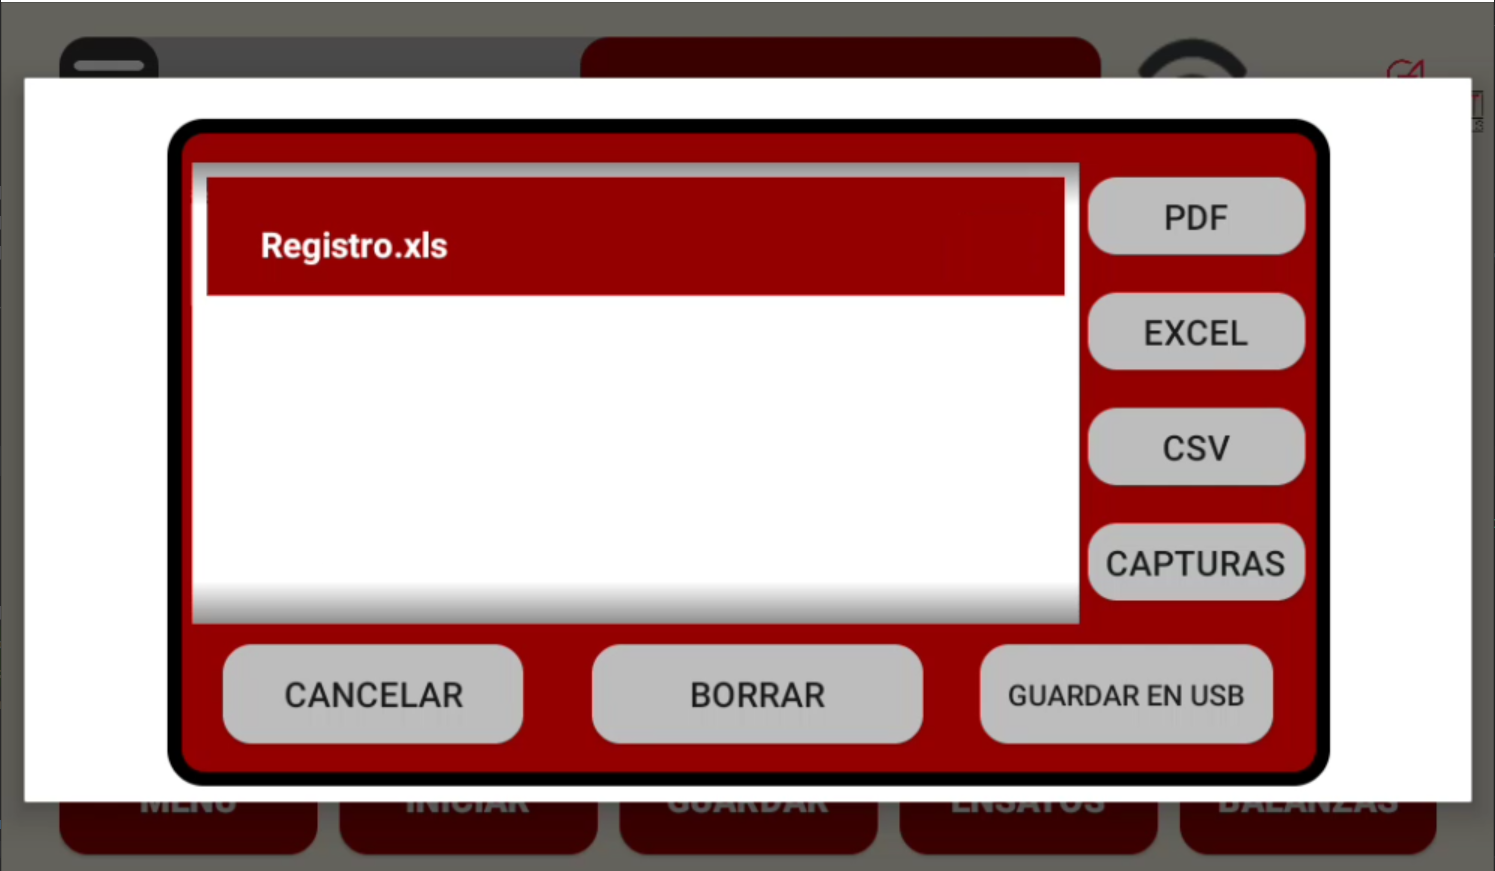 Registro.xls
PDF
EXCEL
CSV
CAPTURAS
CANCELAR
BORRAR
GUARDAR EN USB
MENU
INICIAR
GUARDAR
ENSAYOS
BALANZAS